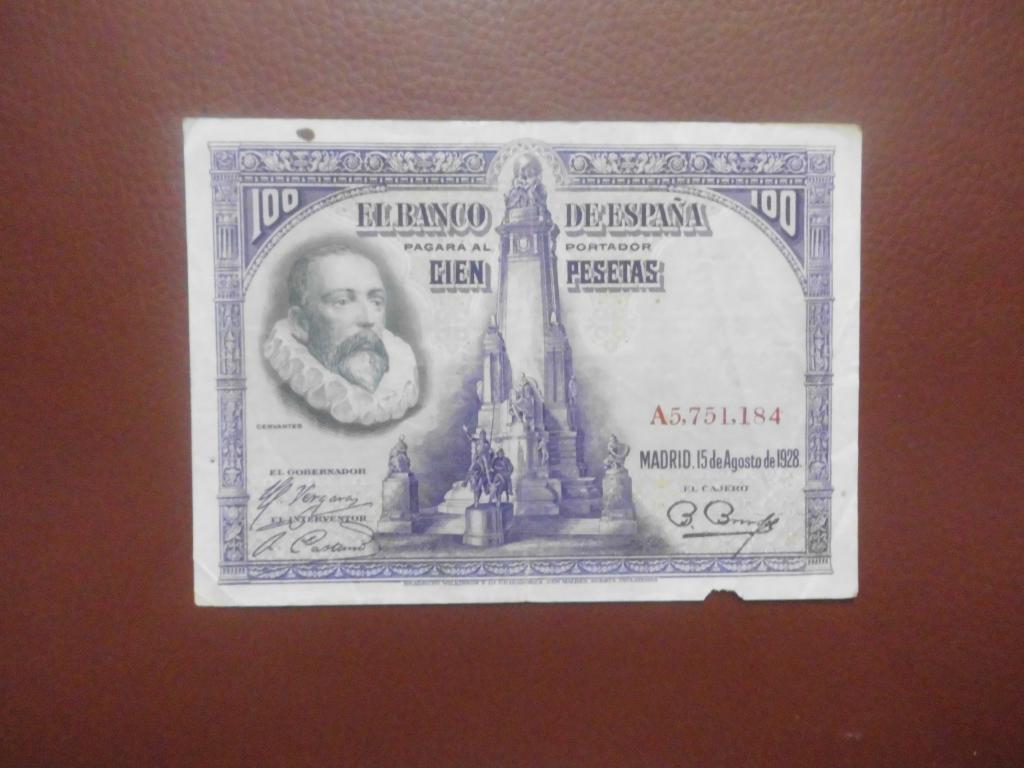 100 100
EL BANCO DE ESPAÑA
PAGARÁ AL PORTADOR
CIEN PESETAS
A5,751,184
CERVANTES
MADRID, 15 de Agosto de 1928.
EL GOBERNADOR
EL CAJERO
EL INTERVENTOR